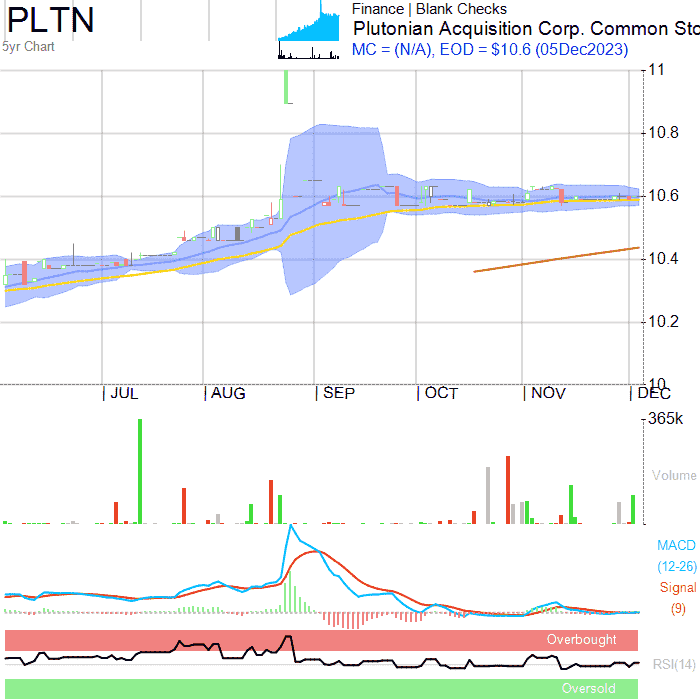 PLTN
5yr Chart
Finance | Blank Checks
Plutonian Acquisition Corp. Common Sto
MC = (N/A), EOD = $10.6 (05Dec2023)
11
10.8
10.6
10.4
10.2
10
JUL AUG SEP OCT NOV DEC
365k
Volume
MACD
(12-26)
Signal
(9)
Overbought
RSI(14)
Oversold